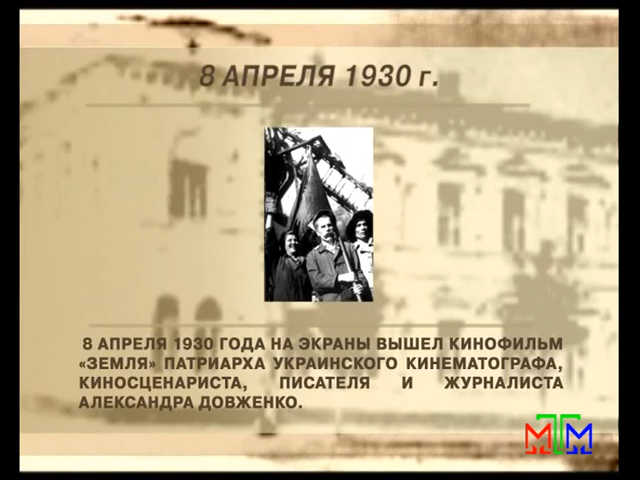 8 АПРЕЛЯ 1930 г.
8 АПРЕЛЯ 1930 ГОДА НА ЭКРАНЫ ВЫШЕЛ КИНОФИЛЬМ
«ЗЕМЛЯ» ПАТРИАРХА УКРАИНСКОГО КИНЕМАТОГРАФА,
КИНОСЦЕНАРИСТА, ПИСАТЕЛЯ И ЖУРНАЛИСТА
АЛЕКСАНДРА ДОВЖЕНКО.
МТМ